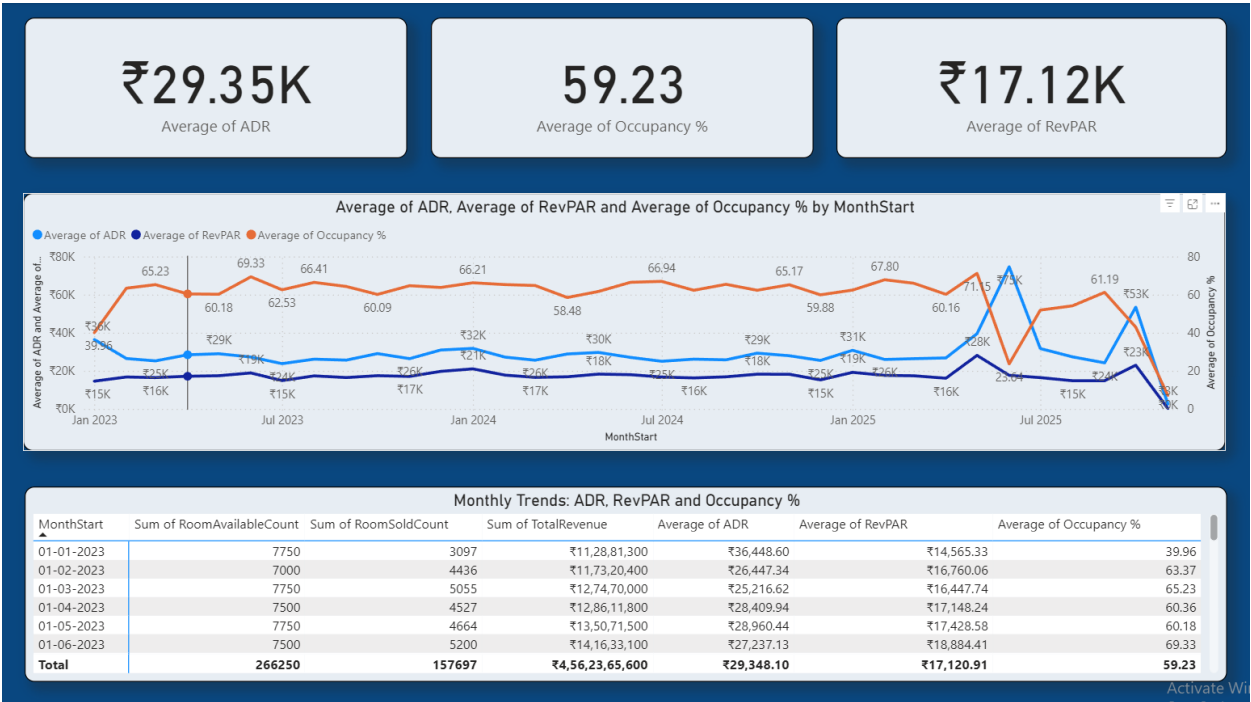 ₹29.35K
Average of ADR
59.23
Average of Occupancy %
₹17.12K
Average of RevPAR
Average of ADR, Average of RevPAR and Average of Occupancy % by MonthStart
Average of ADR Average of RevPAR Average of Occupancy %
Average of ADR and Average of...
₹80K
₹60K
₹40K
₹20K
₹0K
80
60
40
20
0
Average of Occupancy %
39.96
65.23
60.18
69.33
62.53
66.41
60.09
66.21
58.48
66.94
65.17
59.88
67.80
60.16
71.15
23.64
61.19
₹36K
₹25K
₹29K
₹24K
₹26K
₹32K
₹26K
₹30K
₹25K
₹29K
₹25K
₹31K
₹26K
₹75K
₹24K
₹53K
₹3K
₹15K
₹16K
₹19K
₹15K
₹17K
₹21K
₹17K
₹18K
₹16K
₹18K
₹15K
₹19K
₹16K
₹28K
₹15K
₹23K
₹0K
Jan 2023 Jul 2023 Jan 2024 Jul 2024 Jan 2025 Jul 2025
MonthStart
Monthly Trends: ADR, RevPAR and Occupancy %
MonthStart Sum of RoomAvailableCount Sum of RoomSoldCount Sum of TotalRevenue Average of ADR Average of RevPAR Average of Occupancy %
01-01-2023 7750 3097 ₹11,28,81,300 ₹36,448.60 ₹14,565.33 39.96
01-02-2023 7000 4436 ₹11,73,20,400 ₹26,447.34 ₹16,760.06 63.37
01-03-2023 7750 5055 ₹12,74,70,000 ₹25,216.62 ₹16,447.74 65.23
01-04-2023 7500 4527 ₹12,86,11,800 ₹28,409.94 ₹17,148.24 60.36
01-05-2023 7750 4664 ₹13,50,71,500 ₹28,960.44 ₹17,428.58 60.18
01-06-2023 7500 5200 ₹14,16,33,100 ₹27,237.13 ₹18,884.41 69.33
Total 266250 157697 ₹4,56,23,65,600 ₹29,348.10 ₹17,120.91 59.23
Activate Wi